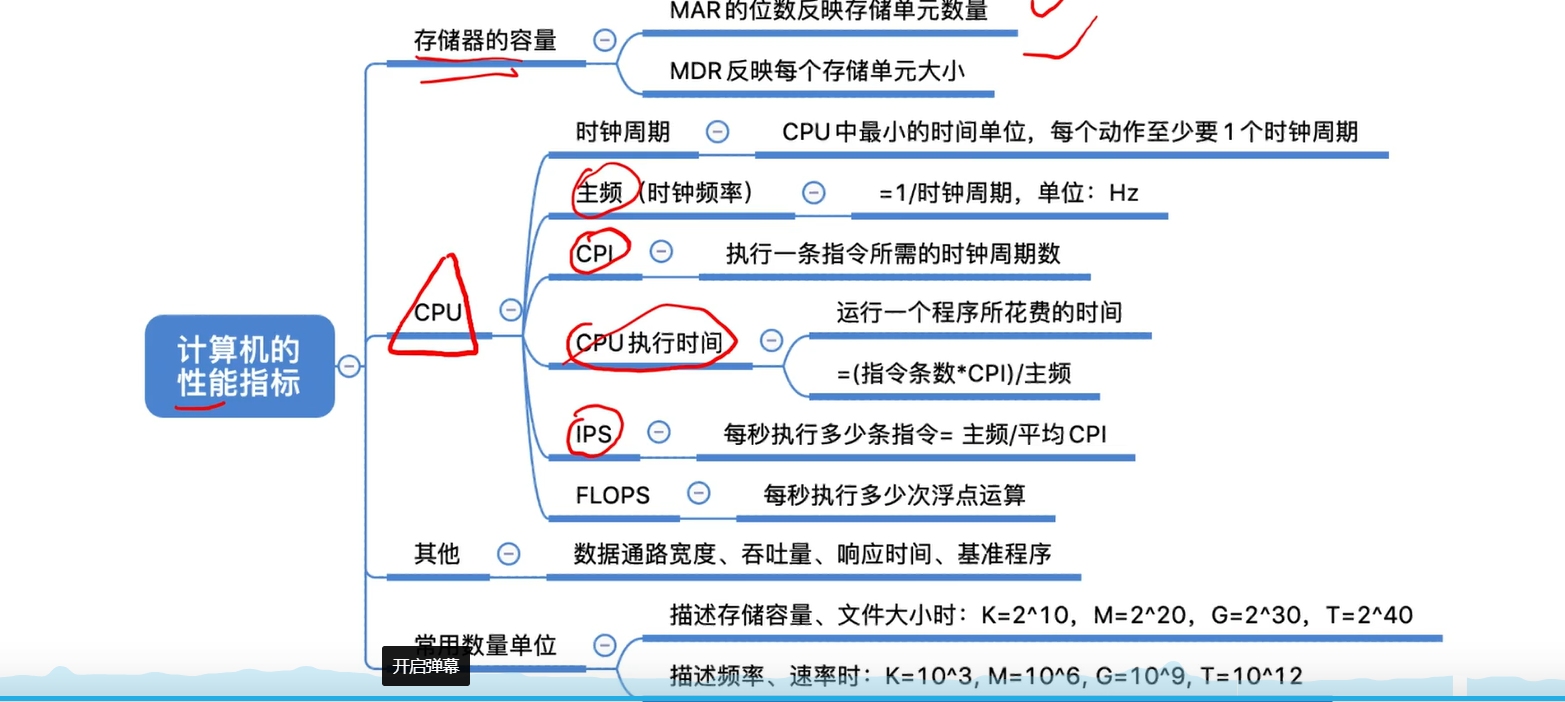 MAR的位数反映存储单元数量
存储器的容量
MDR反映每个存储单元大小
时钟周期
CPU中最小的时间单位，每个动作至少要1个时钟周期
主频（时钟频率）
=1/时钟周期，单位：Hz
CPI
执行一条指令所需的时钟周期数
CPU
运行一个程序所花费的时间
CPU执行时间
=(指令条数*CPI)/主频
计算机的
性能指标
IPS
每秒执行多少条指令= 主频/平均CPI
FLOPS
每秒执行多少次浮点运算
其他
数据通路宽度、吞吐量、响应时间、基准程序
描述存储容量、文件大小时：K=2^10，M=2^20，G=2^30，T=2^40
常用数量单位
开启弹幕
描述频率、速率时：K=10^3, M=10^6, G=10^9, T=10^12